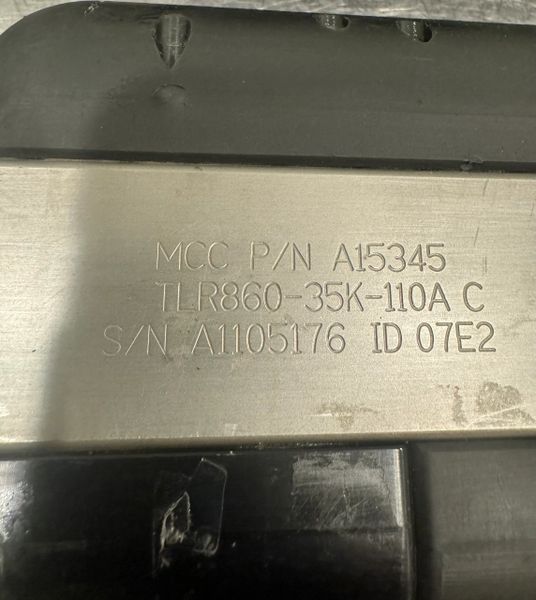 MCC P/N A15345
TLR860-35K-110A C
S/N A1105176 ID 07E2